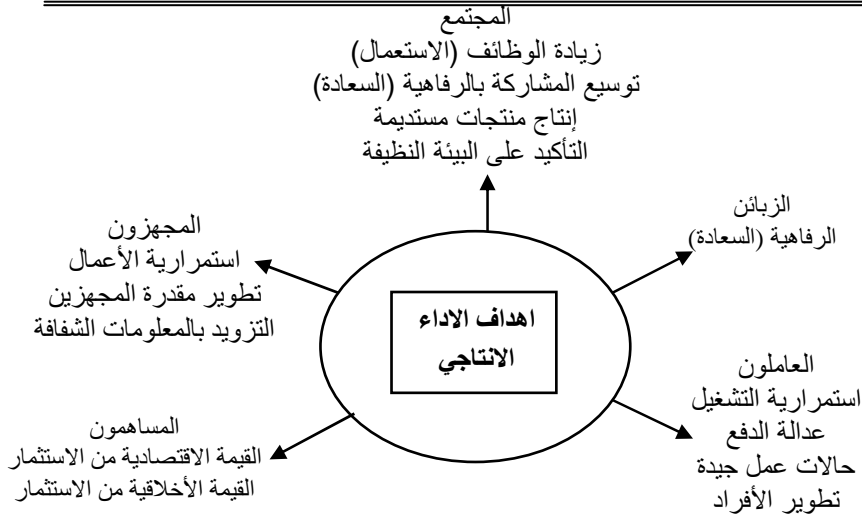 المجتمع
زيادة الوظائف (الاستعمال)
توسيع المشاركة بالرفاهية (السعادة)
إنتاج منتجات مستديمة
التأكيد على البيئة النظيفة
الزبائن
الرفاهية (السعادة)
المجهزون
استمرارية الأعمال
تطوير مقدرة المجهزين
التزويد بالمعلومات الشفافة
اهداف الاداء
الانتاجي
العاملون
استمرارية التشغيل
عدالة الدفع
حالات عمل جيدة
تطوير الأفراد
المساهمون
القيمة الاقتصادية من الاستثمار
القيمة الأخلاقية من الاستثمار